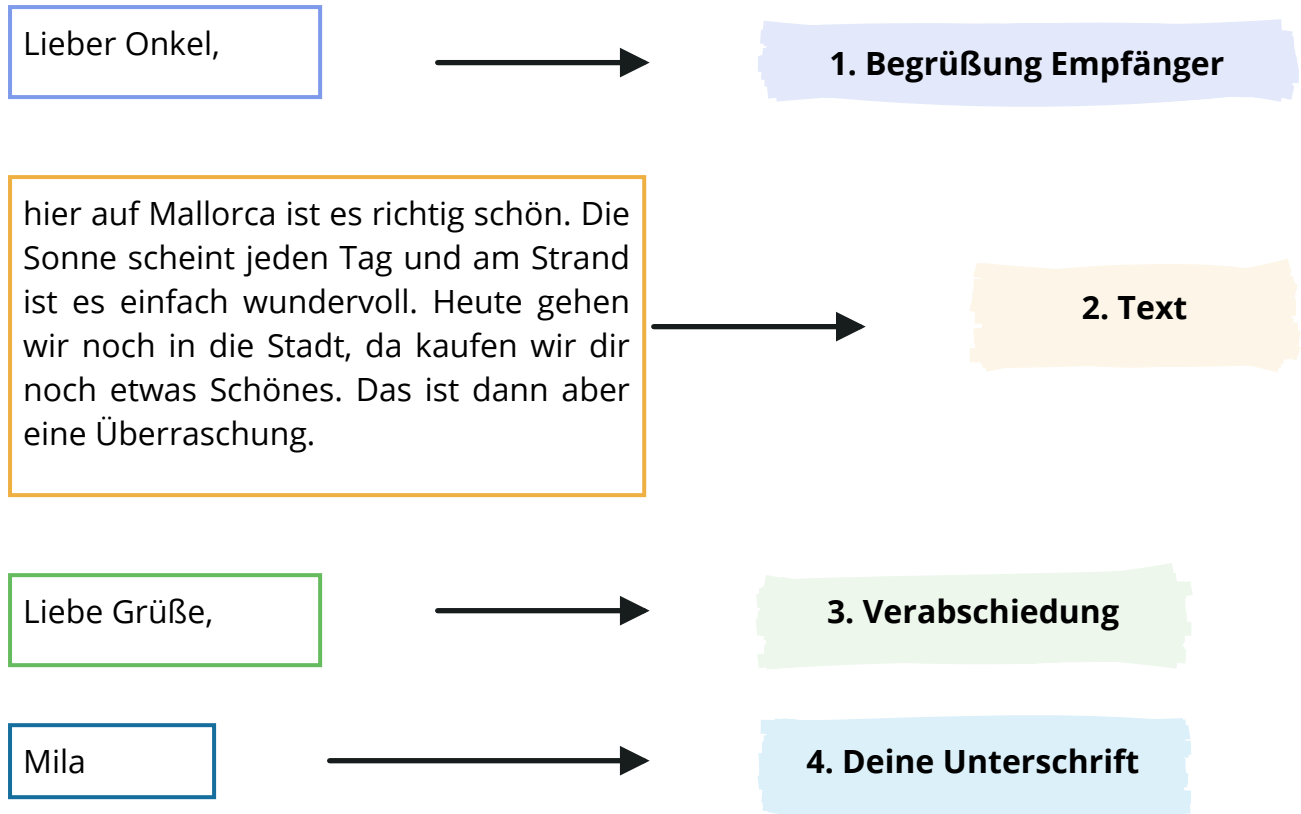 Lieber Onkel,
1. Begrüßung Empfänger
hier auf Mallorca ist es richtig schön. Die
Sonne scheint jeden Tag und am Strand
ist es einfach wundervoll. Heute gehen
wir noch in die Stadt, da kaufen wir dir
noch etwas Schönes. Das ist dann aber
eine Überraschung.
2. Text
Liebe Grüße,
3. Verabschiedung
Mila
4. Deine Unterschrift